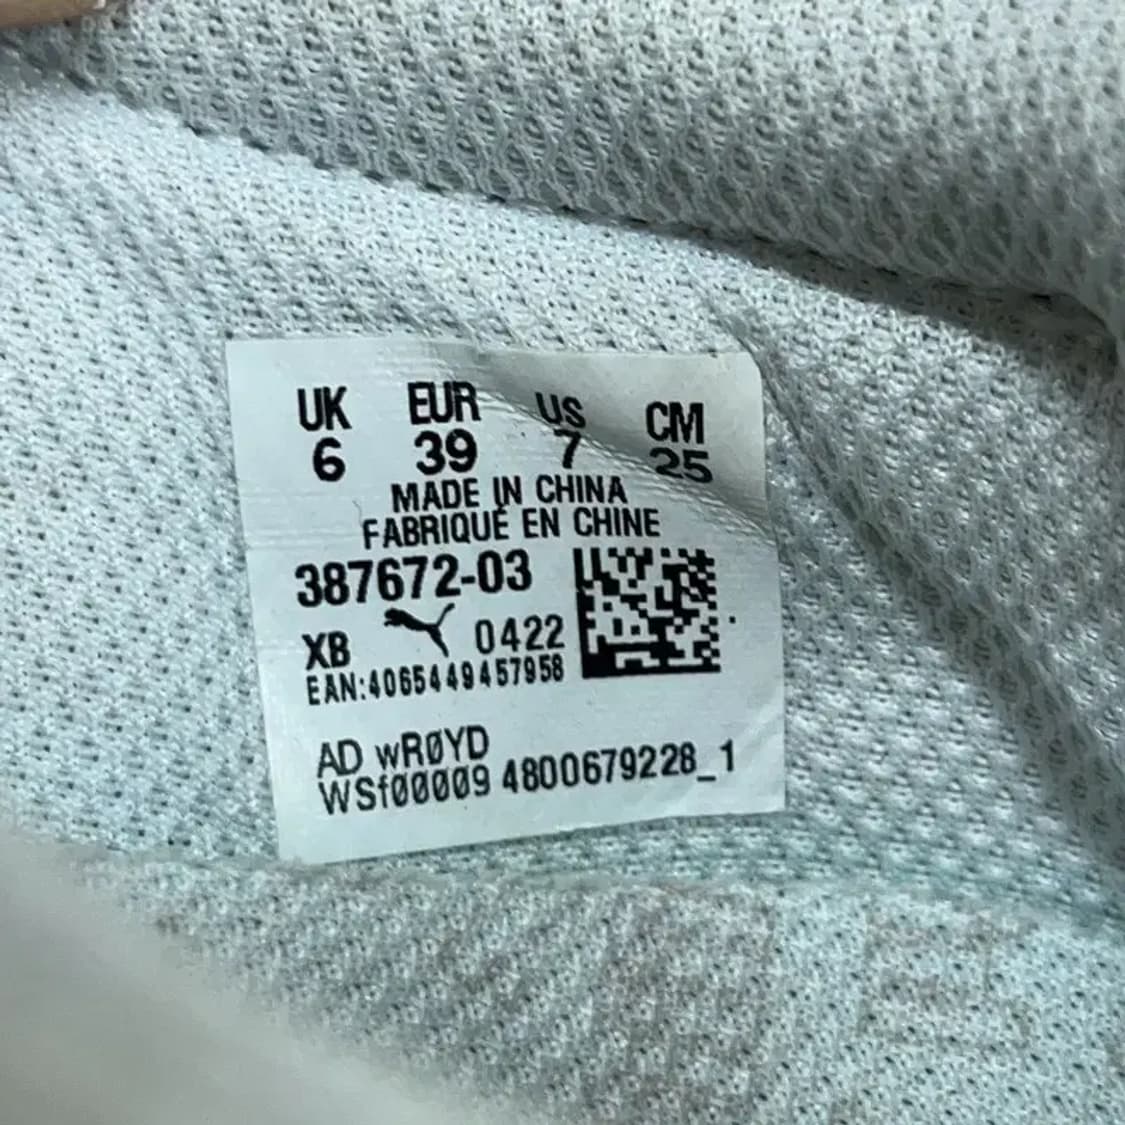 UK EUR US CM
6 39 7 25
MADE IN CHINA
FABRIQUÉ EN CHINE
387672-03
XB 0422
EAN:4065449457958
AD wRØYD
WSf00009 4800679228_1